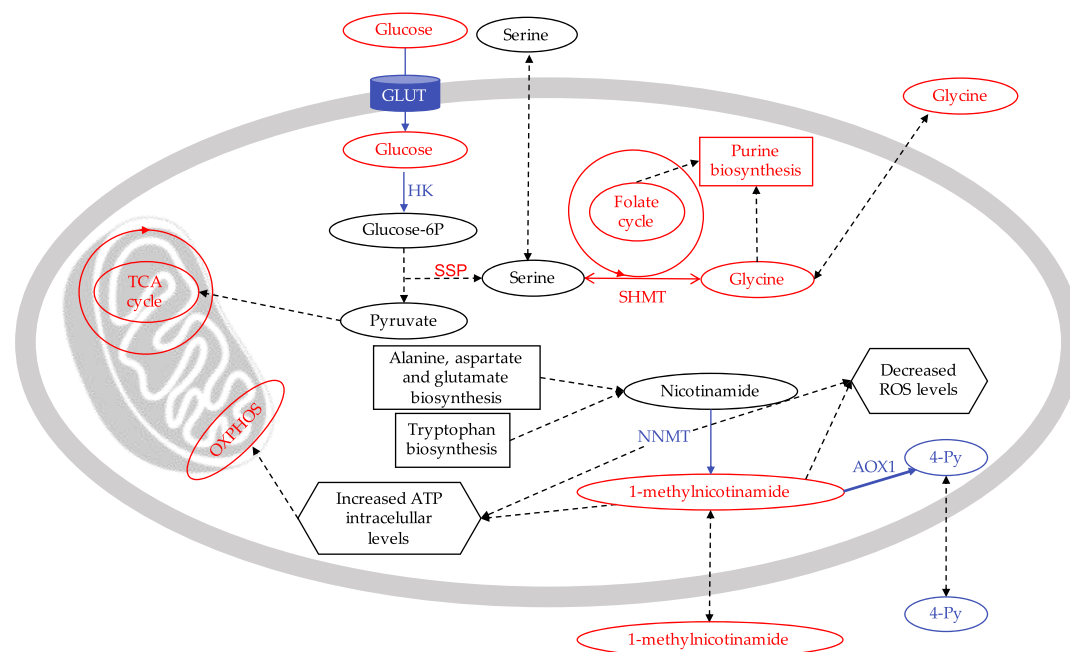 Glucose
Serine
GLUT
Glycine
Glucose
Purine
biosynthesis
HK
Folate
cycle
Glucose-6P
SSP
Serine
SHMT
Glycine
TCA
cycle
Pyruvate
Alanine, aspartate
and glutamate
biosynthesis
Nicotinamide
Decreased
ROS levels
OXPHOS
Tryptophan
biosynthesis
NNMT
AOX1
4-Py
1-methylnicotinamide
Increased ATP
intracelullar
levels
4-Py
1-methylnicotinamide